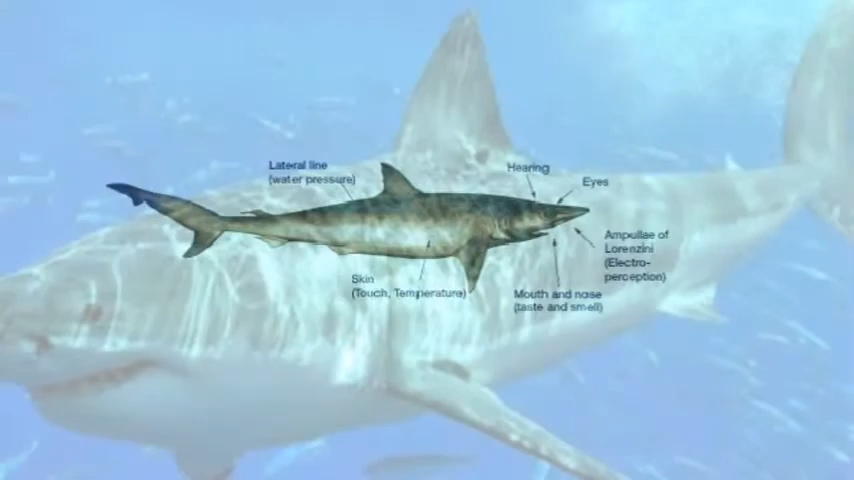 Lateral line
(water pressure)
Hearing
Eyes
Ampullae of
Lorenzini
(Electro-
perception)
Skin
(Touch, Temperature)
Mouth and nose
(taste and smell)